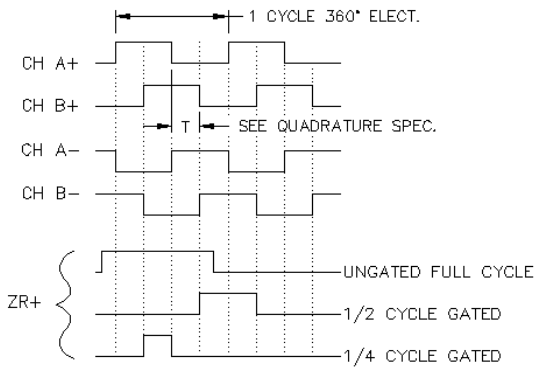 1 CYCLE 360° ELECT.
CH A+
CH B+
T SEE QUADRATURE SPEC.
CH A-
CH B-
UNGATED FULL CYCLE
ZR+
1/2 CYCLE GATED
1/4 CYCLE GATED